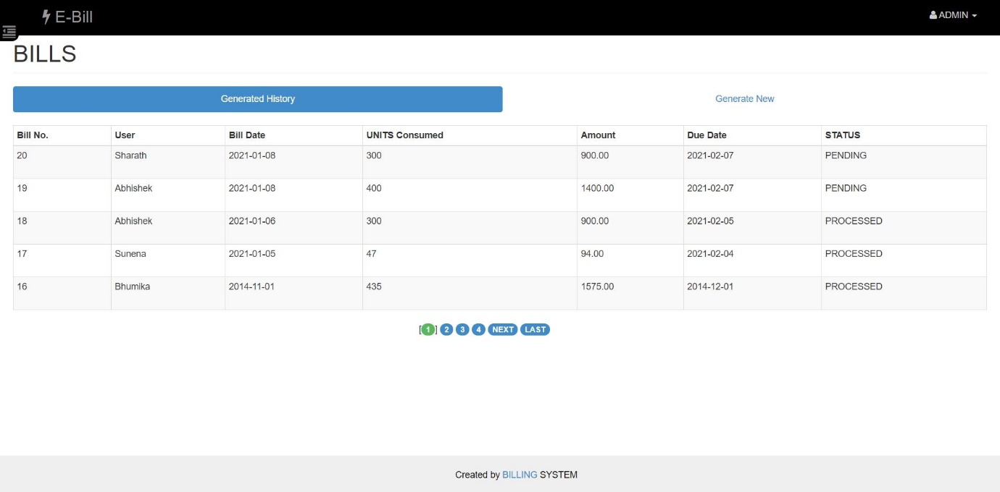 E-Bill ADMIN
BILLS
Generated History Generate New
Bill No. User Bill Date UNITS Consumed Amount Due Date STATUS
20 Sharath 2021-01-08 300 900.00 2021-02-07 PENDING
19 Abhishek 2021-01-08 400 1400.00 2021-02-07 PENDING
18 Abhishek 2021-01-06 300 900.00 2021-02-05 PROCESSED
17 Sunena 2021-01-05 47 94.00 2021-02-04 PROCESSED
16 Bhumika 2014-11-01 435 1575.00 2014-12-01 PROCESSED
[1] 2 3 4 NEXT LAST
Created by BILLING SYSTEM